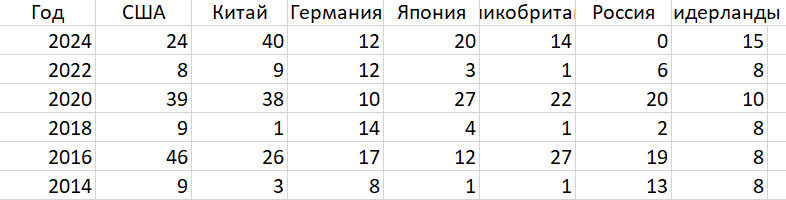 Год США Китай Германия Япония икобритан Россия идерланды
2024 24 40 12 20 14 0 15
2022 8 9 12 3 1 6 8
2020 39 38 10 27 22 20 10
2018 9 1 14 4 1 2 8
2016 46 26 17 12 27 19 8
2014 9 3 8 1 1 13 8